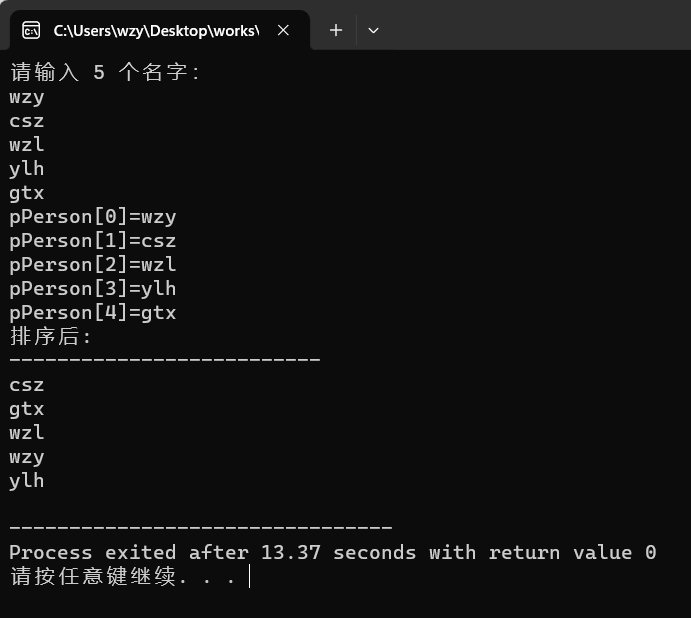 C:\Users\wzy\Desktop\works\
请输入 5 个名字:
wzy
csz
wzl
ylh
gtx
pPerson[0]=wzy
pPerson[1]=csz
pPerson[2]=wzl
pPerson[3]=ylh
pPerson[4]=gtx
排序后:
--------------------------
csz
gtx
wzl
wzy
ylh
--------------------------------
Process exited after 13.37 seconds with return value 0
请按任意键继续. . .